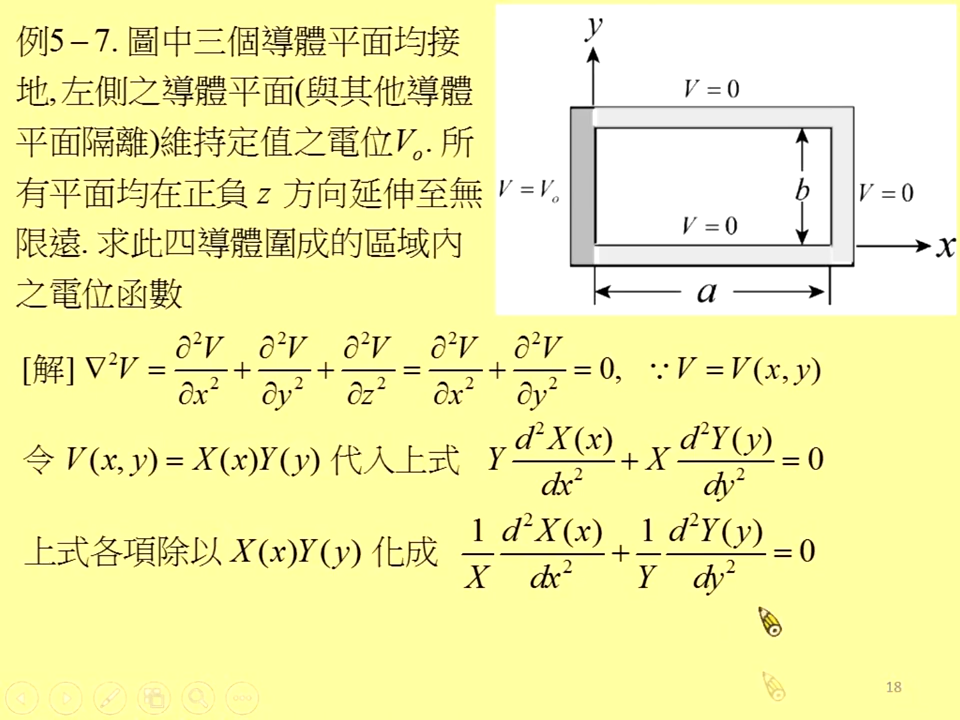 例5－7. 圖中三個導體平面均接
地, 左側之導體平面(與其他導體
平面隔離)維持定值之電位Vₒ. 所
有平面均在正負 z 方向延伸至無
限遠. 求此四導體圍成的區域內
之電位函數
y
V = 0
V = Vₒ
b
V = 0
V = 0
x
a
[解] ∇²V = ∂²V/∂x² + ∂²V/∂y² + ∂²V/∂z² = ∂²V/∂x² + ∂²V/∂y² = 0, ∵ V = V(x, y)
令 V(x, y) = X(x)Y(y) 代入上式 Y d²X(x)/dx² + X d²Y(y)/dy² = 0
上式各項除以 X(x)Y(y) 化成 1/X d²X(x)/dx² + 1/Y d²Y(y)/dy² = 0
18